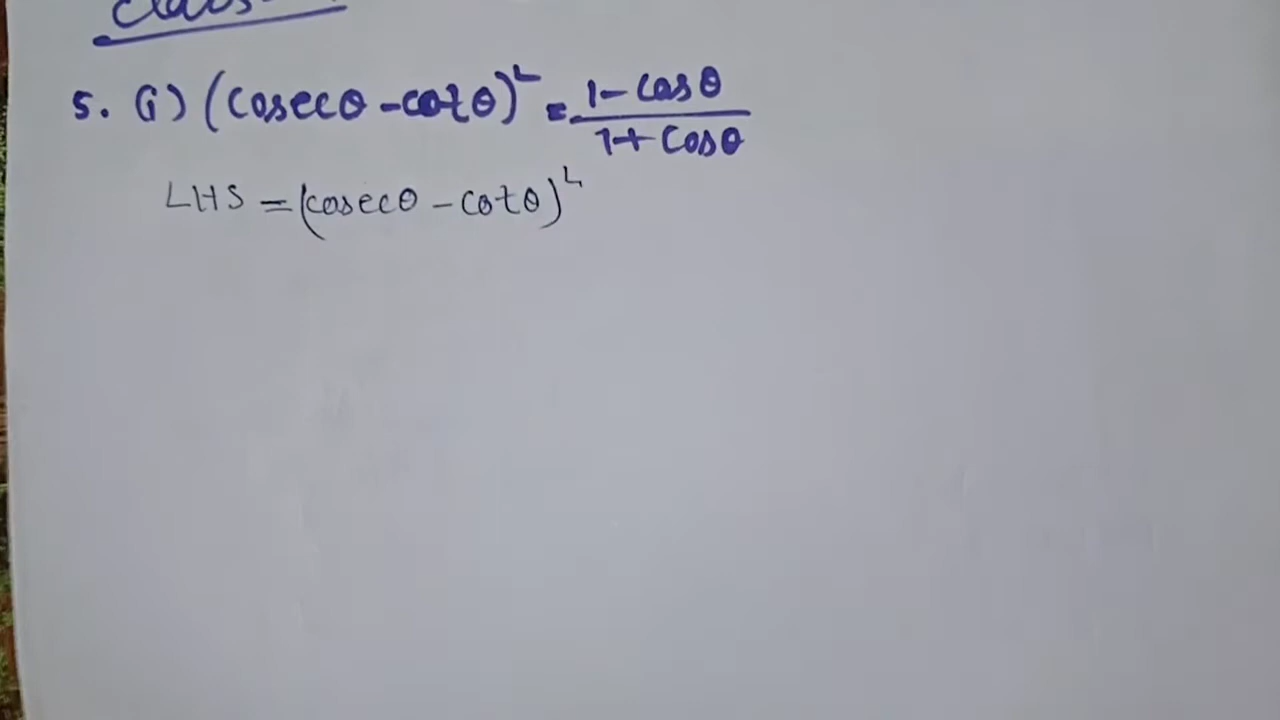 5. (i) (cosecθ - cotθ)² = 1 - cosθ / 1 + cosθ
LHS = (cosecθ - cotθ)²